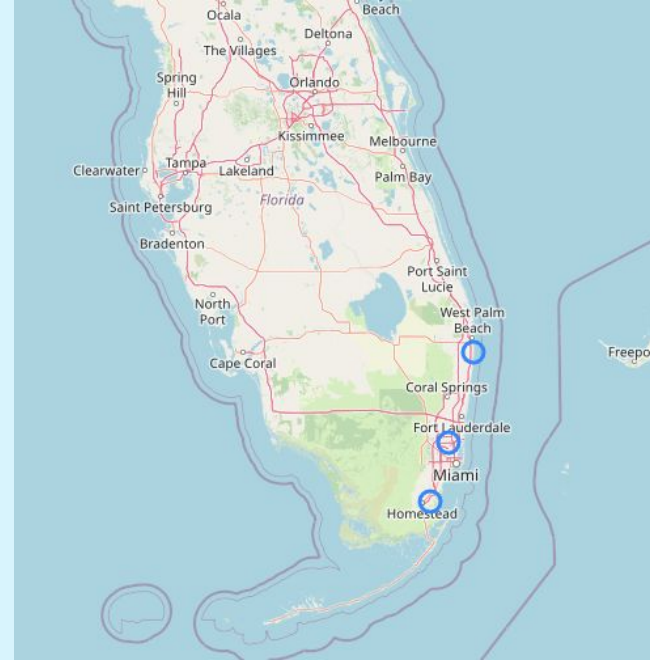 Ocala
Beach
Deltona
The Villages
Spring
Hill
Orlando
Kissimmee
Melbourne
Clearwater
Tampa
Lakeland
Palm Bay
Saint Petersburg
Florida
Bradenton
Port Saint
Lucie
North
Port
West Palm
Beach
Freepo
Cape Coral
Coral Springs
Fort Lauderdale
Miami
Homestead